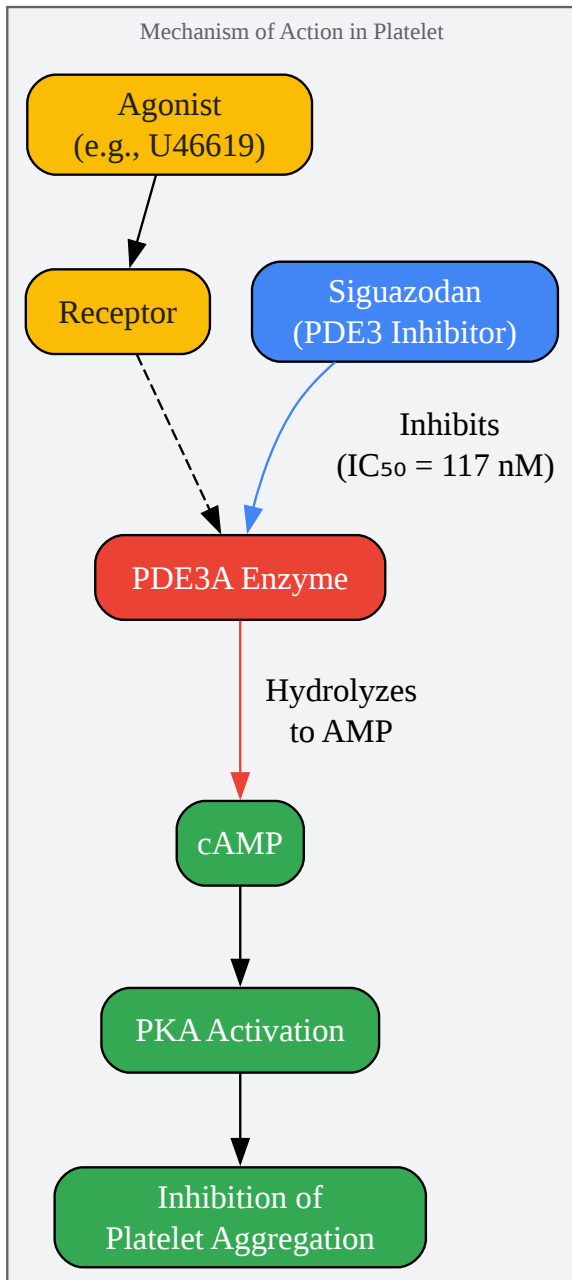 Mechanism of Action in Platelet
Agonist
(e.g., U46619)
Receptor
Siguazodan
(PDE3 Inhibitor)
Inhibits
(IC₅₀ = 117 nM)
PDE3A Enzyme
Hydrolyzes
to AMP
cAMP
PKA Activation
Inhibition of
Platelet Aggregation